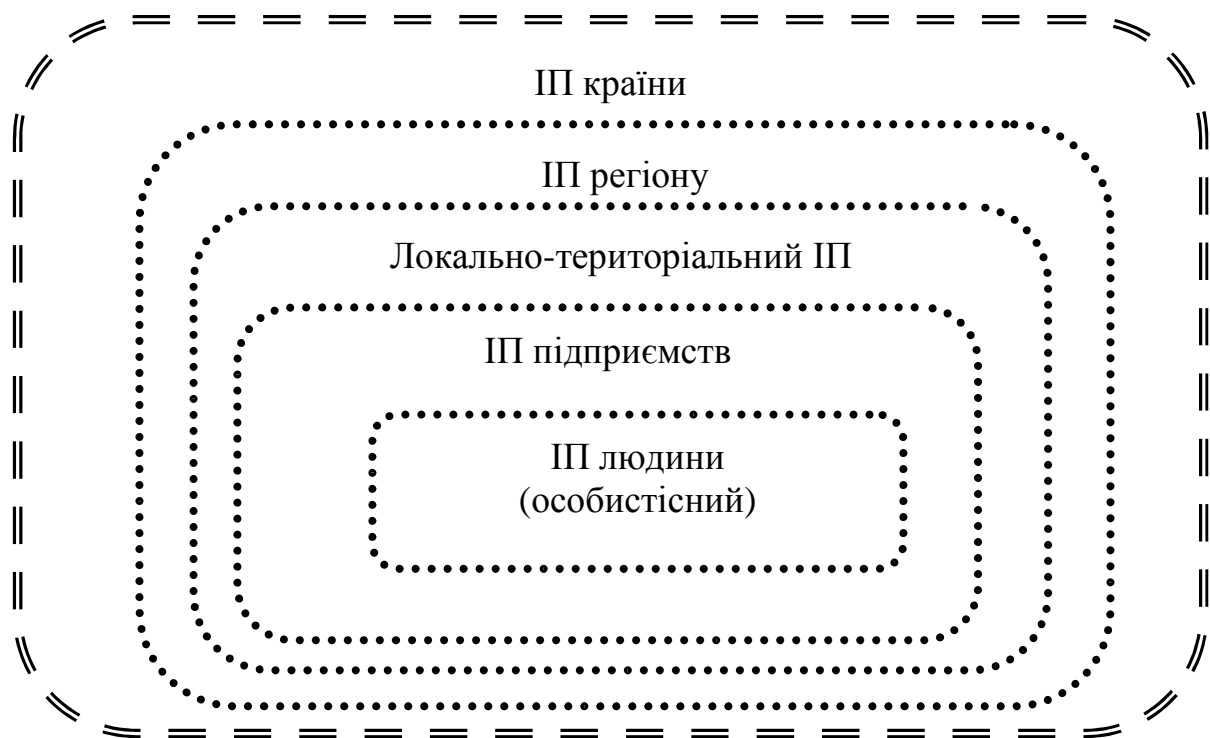 ІП країни
ІП регіону
Локально-територіальний ІП
ІП підприємств
ІП людини
(особистісний)